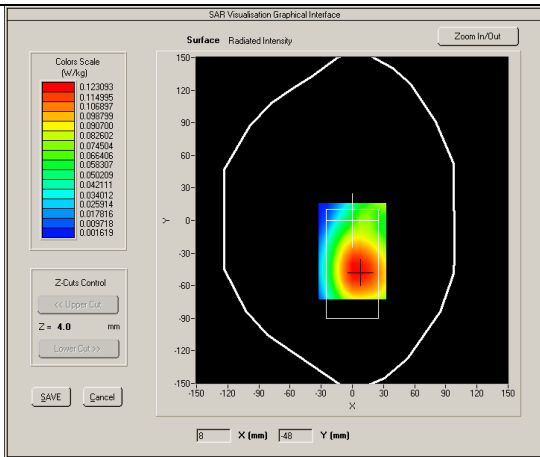 SAR Visualisation Graphical Interface
Surface Radiated Intensity
Zoom In/Out
Colors Scale
(W/kg)
0.123093
0.114995
0.106897
0.098799
0.090700
0.082602
0.074504
0.066406
0.058307
0.050209
0.042111
0.034012
0.025914
0.017816
0.009718
0.001619
Z-Cuts Control
<< Upper Cut
Z = 4.0 mm
Lower Cut >>
SAVE Cancel
150
120
90
60
30
0
-30
-60
-90
-120
-150
Y
-150 -120 -90 -60 -30 0 30 60 90 120 150
X
8 X (mm) -48 Y (mm)